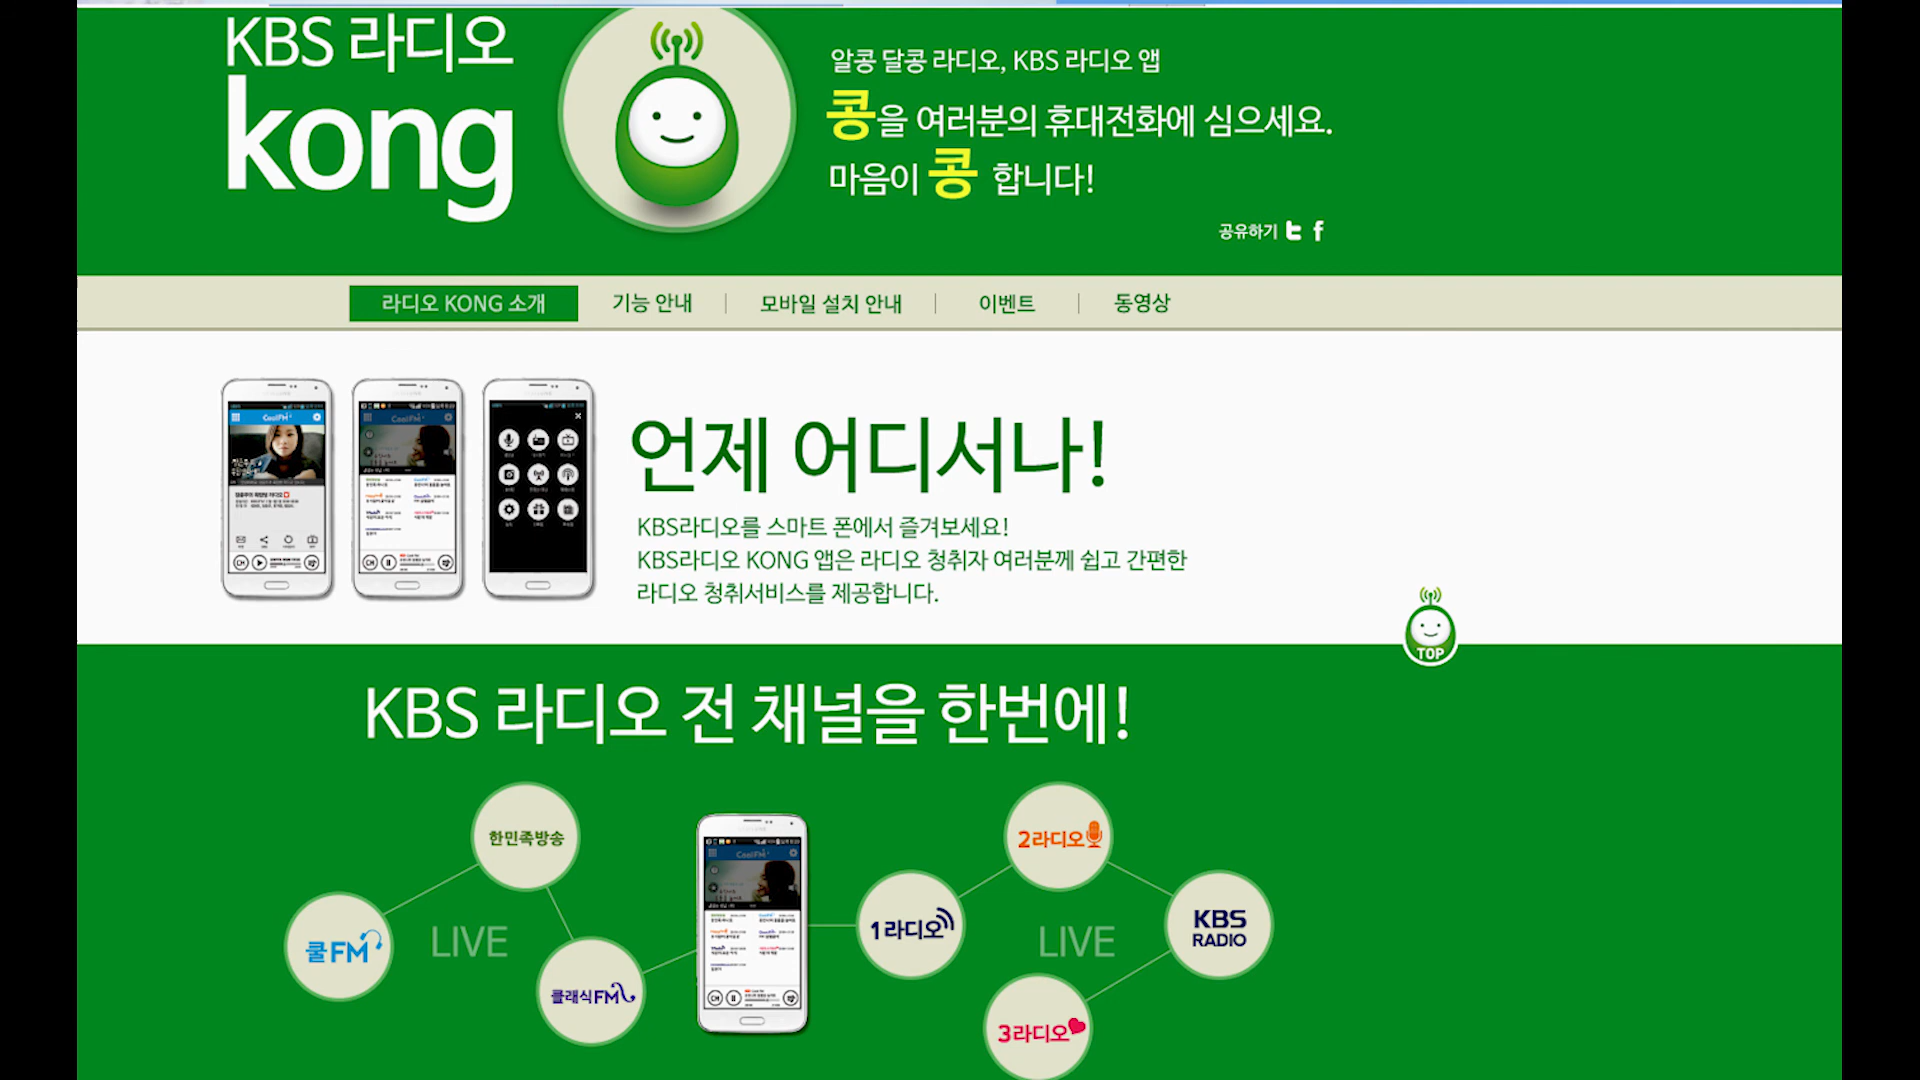 KBS 라디오
kong
알콩 달콩 라디오, KBS 라디오 앱
콩을 여러분의 휴대전화에 심으세요.
마음이 콩 합니다!
공유하기
라디오 KONG 소개
기능 안내
모바일 설치 안내
이벤트
동영상
CoolFM
CoolFM
언제 어디서나!
KBS라디오를 스마트 폰에서 즐겨보세요!
KBS라디오 KONG 앱은 라디오 청취자 여러분께 쉽고 간편한
라디오 청취서비스를 제공합니다.
TOP
KBS 라디오 전 채널을 한번에!
한민족방송
쿨FM
LIVE
클래식FM
CoolFM
1라디오
2라디오
LIVE
KBS
RADIO
3라디오